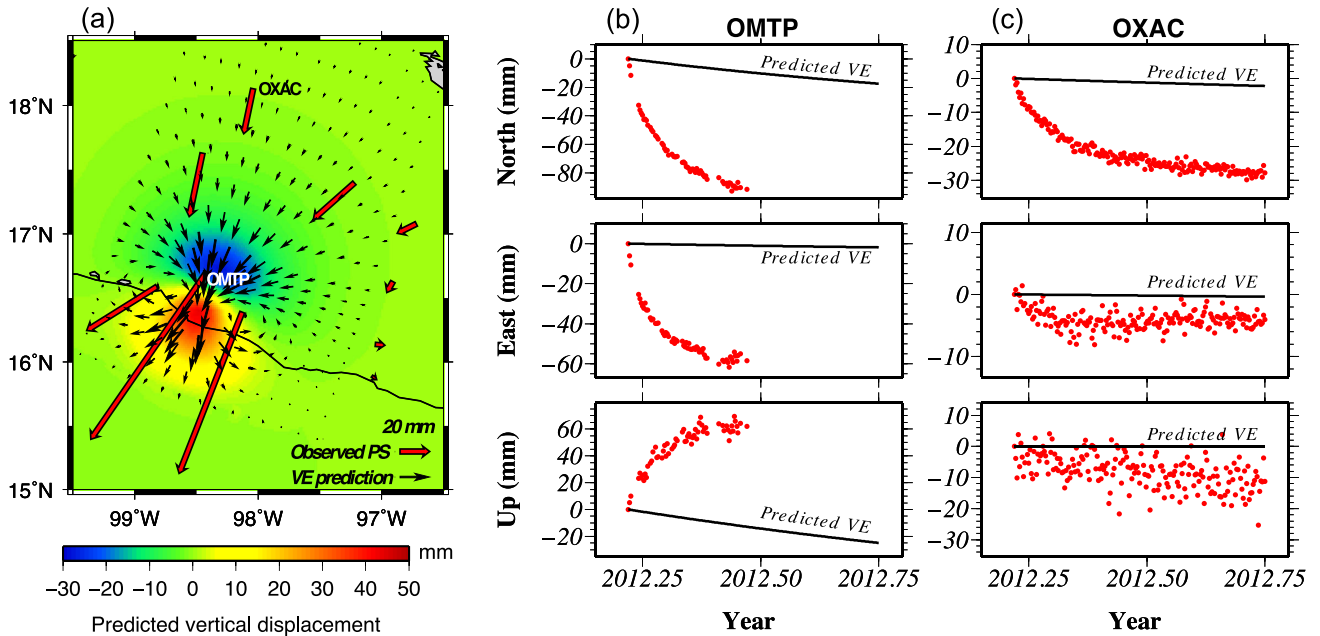 (a)
OXAC
OMTP
20 mm
Observed PS
VE prediction
18°N
17°N
16°N
15°N
99°W
98°W
97°W
−30 −20 −10 0 10 20 30 40 50
mm
Predicted vertical displacement
(b)
OMTP
North (mm)
0
−20
−40
−60
−80
Predicted VE
East (mm)
0
−20
−40
−60
Predicted VE
Up (mm)
60
40
20
0
−20
Predicted VE
2012.25 2012.50 2012.75
Year
(c)
OXAC
10
0
−10
−20
−30
Predicted VE
10
0
−10
Predicted VE
10
0
−10
−20
−30
Predicted VE
2012.25 2012.50 2012.75
Year